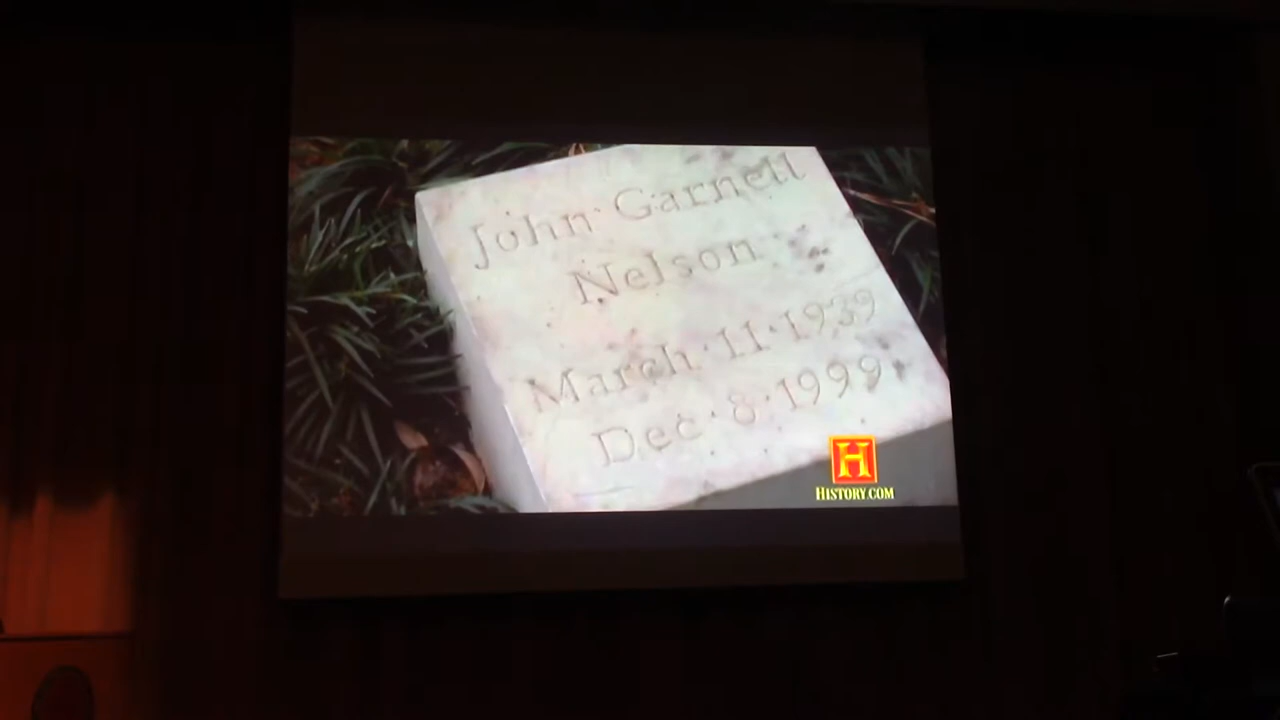 John Garnett
Nelson
March·11·1939
Dec·8·1999
H
HISTORY.COM